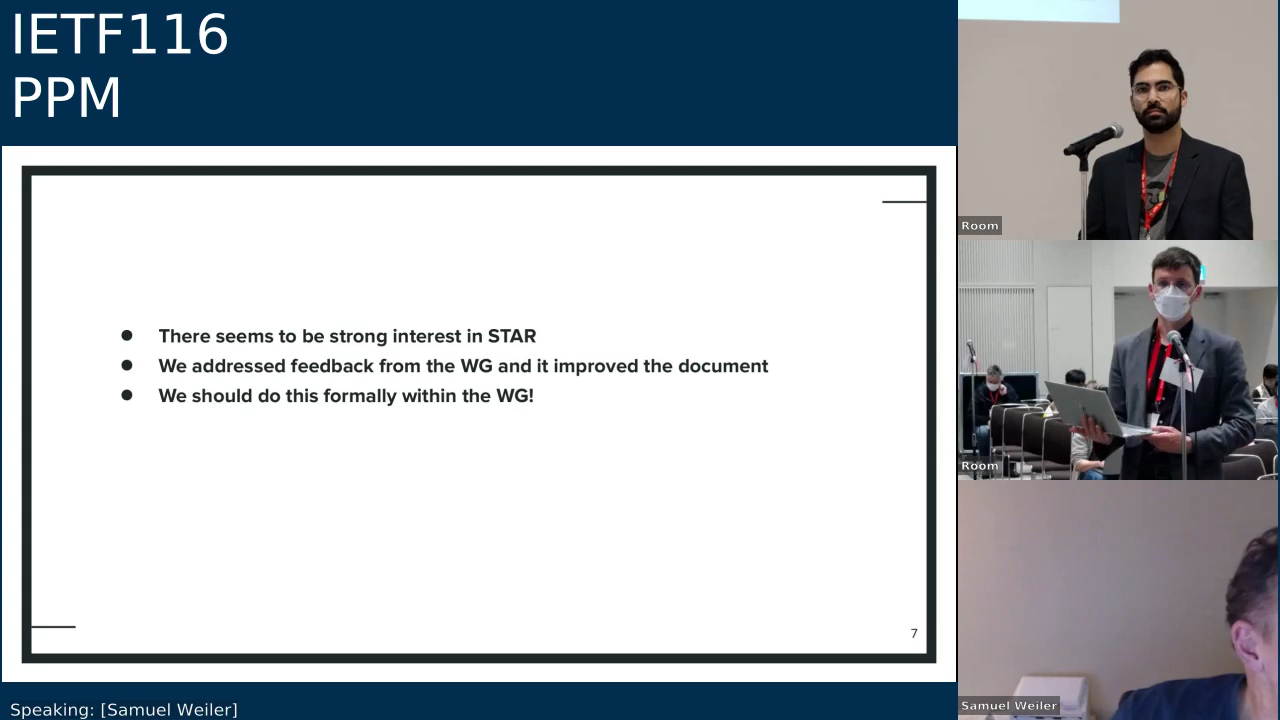 IETF116
PPM
There seems to be strong interest in STAR
We addressed feedback from the WG and it improved the document
We should do this formally within the WG!
7
Speaking: [Samuel Weiler]
Room
Room
Samuel Weiler